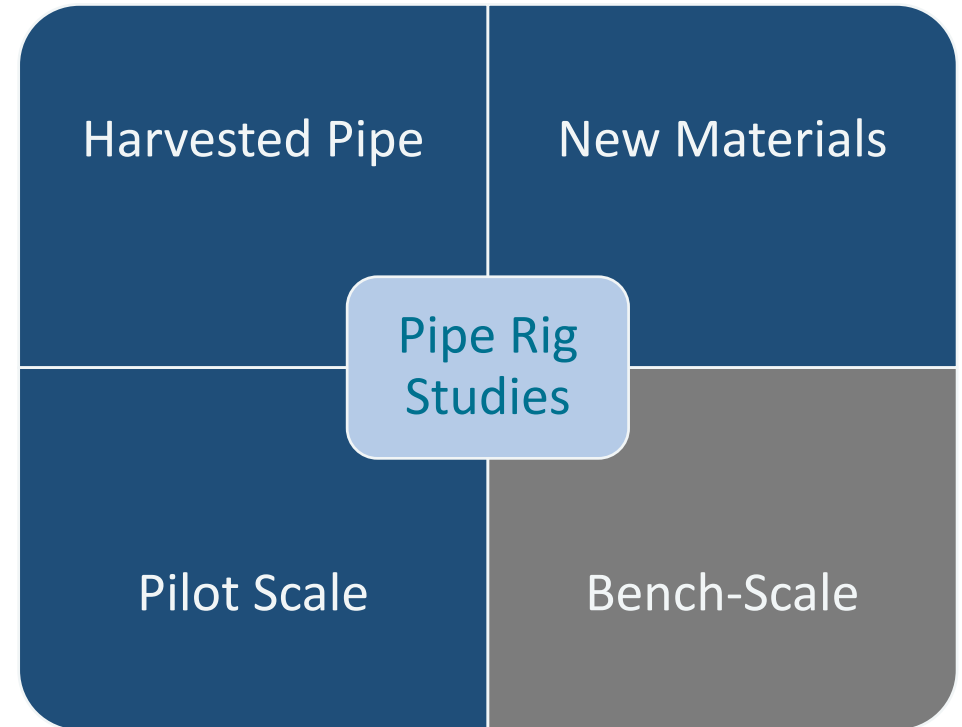 Harvested Pipe
New Materials
Pipe Rig
Studies
Pilot Scale
Bench-Scale